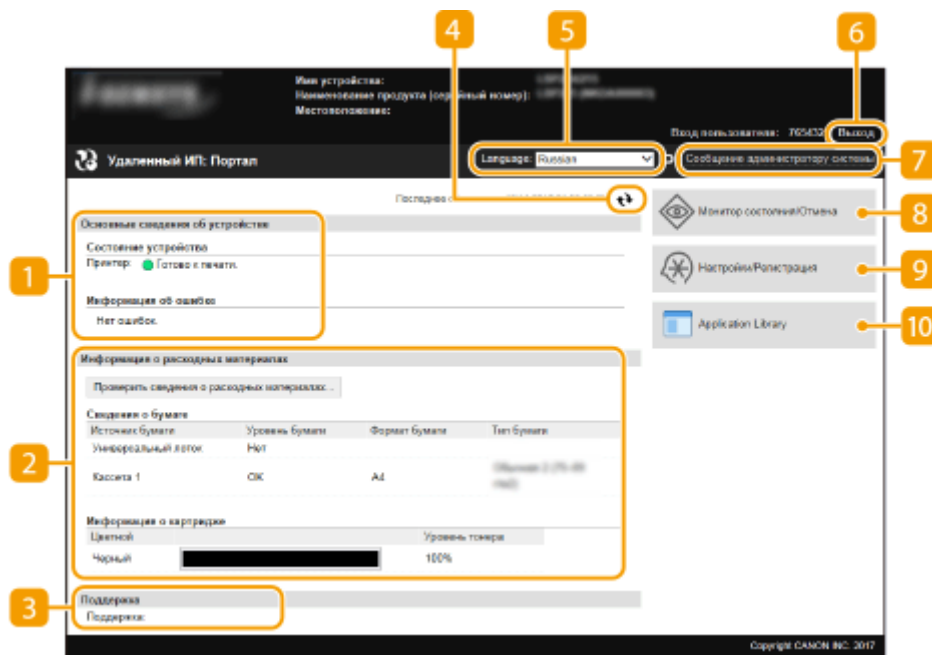 4
5
6
Имя устройства:
Наименование продукта (серийный номер):
Местоположение:
Вход пользователя: 765432 Выход
Удаленный ИП: Портал
Language: Russian
Сообщение администратору системы
7
Последнее
Монитор состояния/Отмена
8
Основные сведения об устройстве
Состояние устройства
Принтер: Готово к печати.
1
Настройки/Регистрация
9
Информация об ошибке
Нет ошибок.
Application Library
10
Информация о расходных материалах
Проверить сведения о расходных материалах...
Сведения о бумаге
Источник бумаги Уровень бумаги Формат бумаги Тип бумаги
Универсальный лоток Нет
2
Кассета 1 OK A4
Информация о картридже
Цветной Уровень тонера
Черный 100%
3
Поддержка
Поддержка:
Copyright CANON INC. 2017